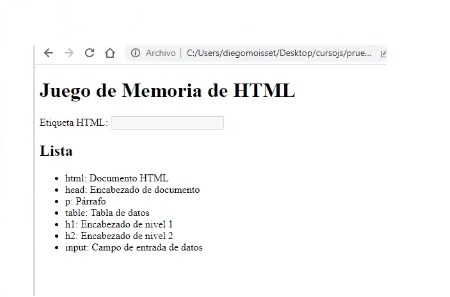 Archivo | C:/Users/diegomoisset/Desktop/cursojs/prue...
Juego de Memoria de HTML
Etiqueta HTML:
Lista
• html: Documento HTML
• head: Encabezado de documento
• p: Párrafo
• table: Tabla de datos
• h1: Encabezado de nivel 1
• h2: Encabezado de nivel 2
• input: Campo de entrada de datos